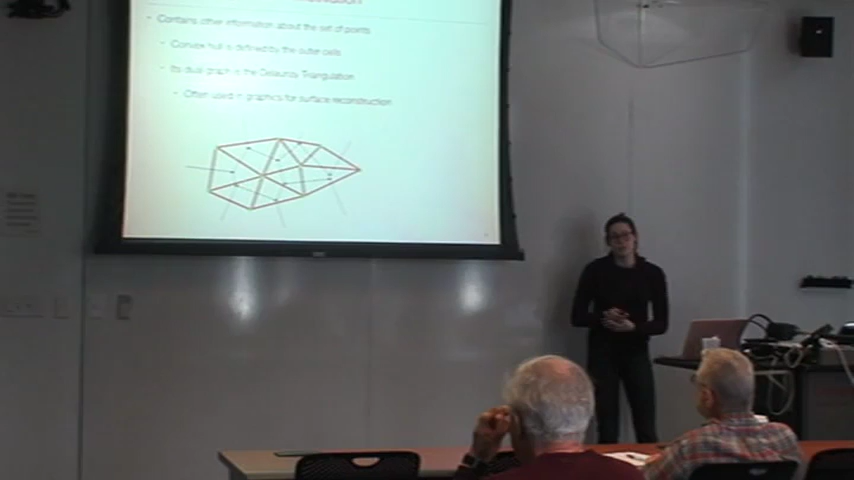 - Contains other information about the set of points
- Convex hull is defined by the outer cells
- Its dual graph is the Delaunay Triangulation
- Often used in graphics for surface reconstruction